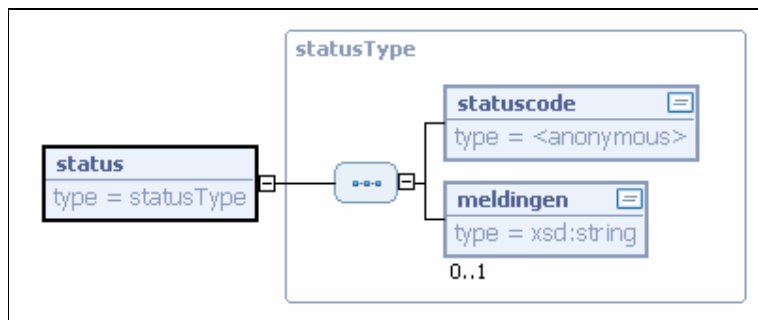 statusType
statuscode
type = <anonymous>
status
type = statusType
meldingen
type = xsd:string
0..1